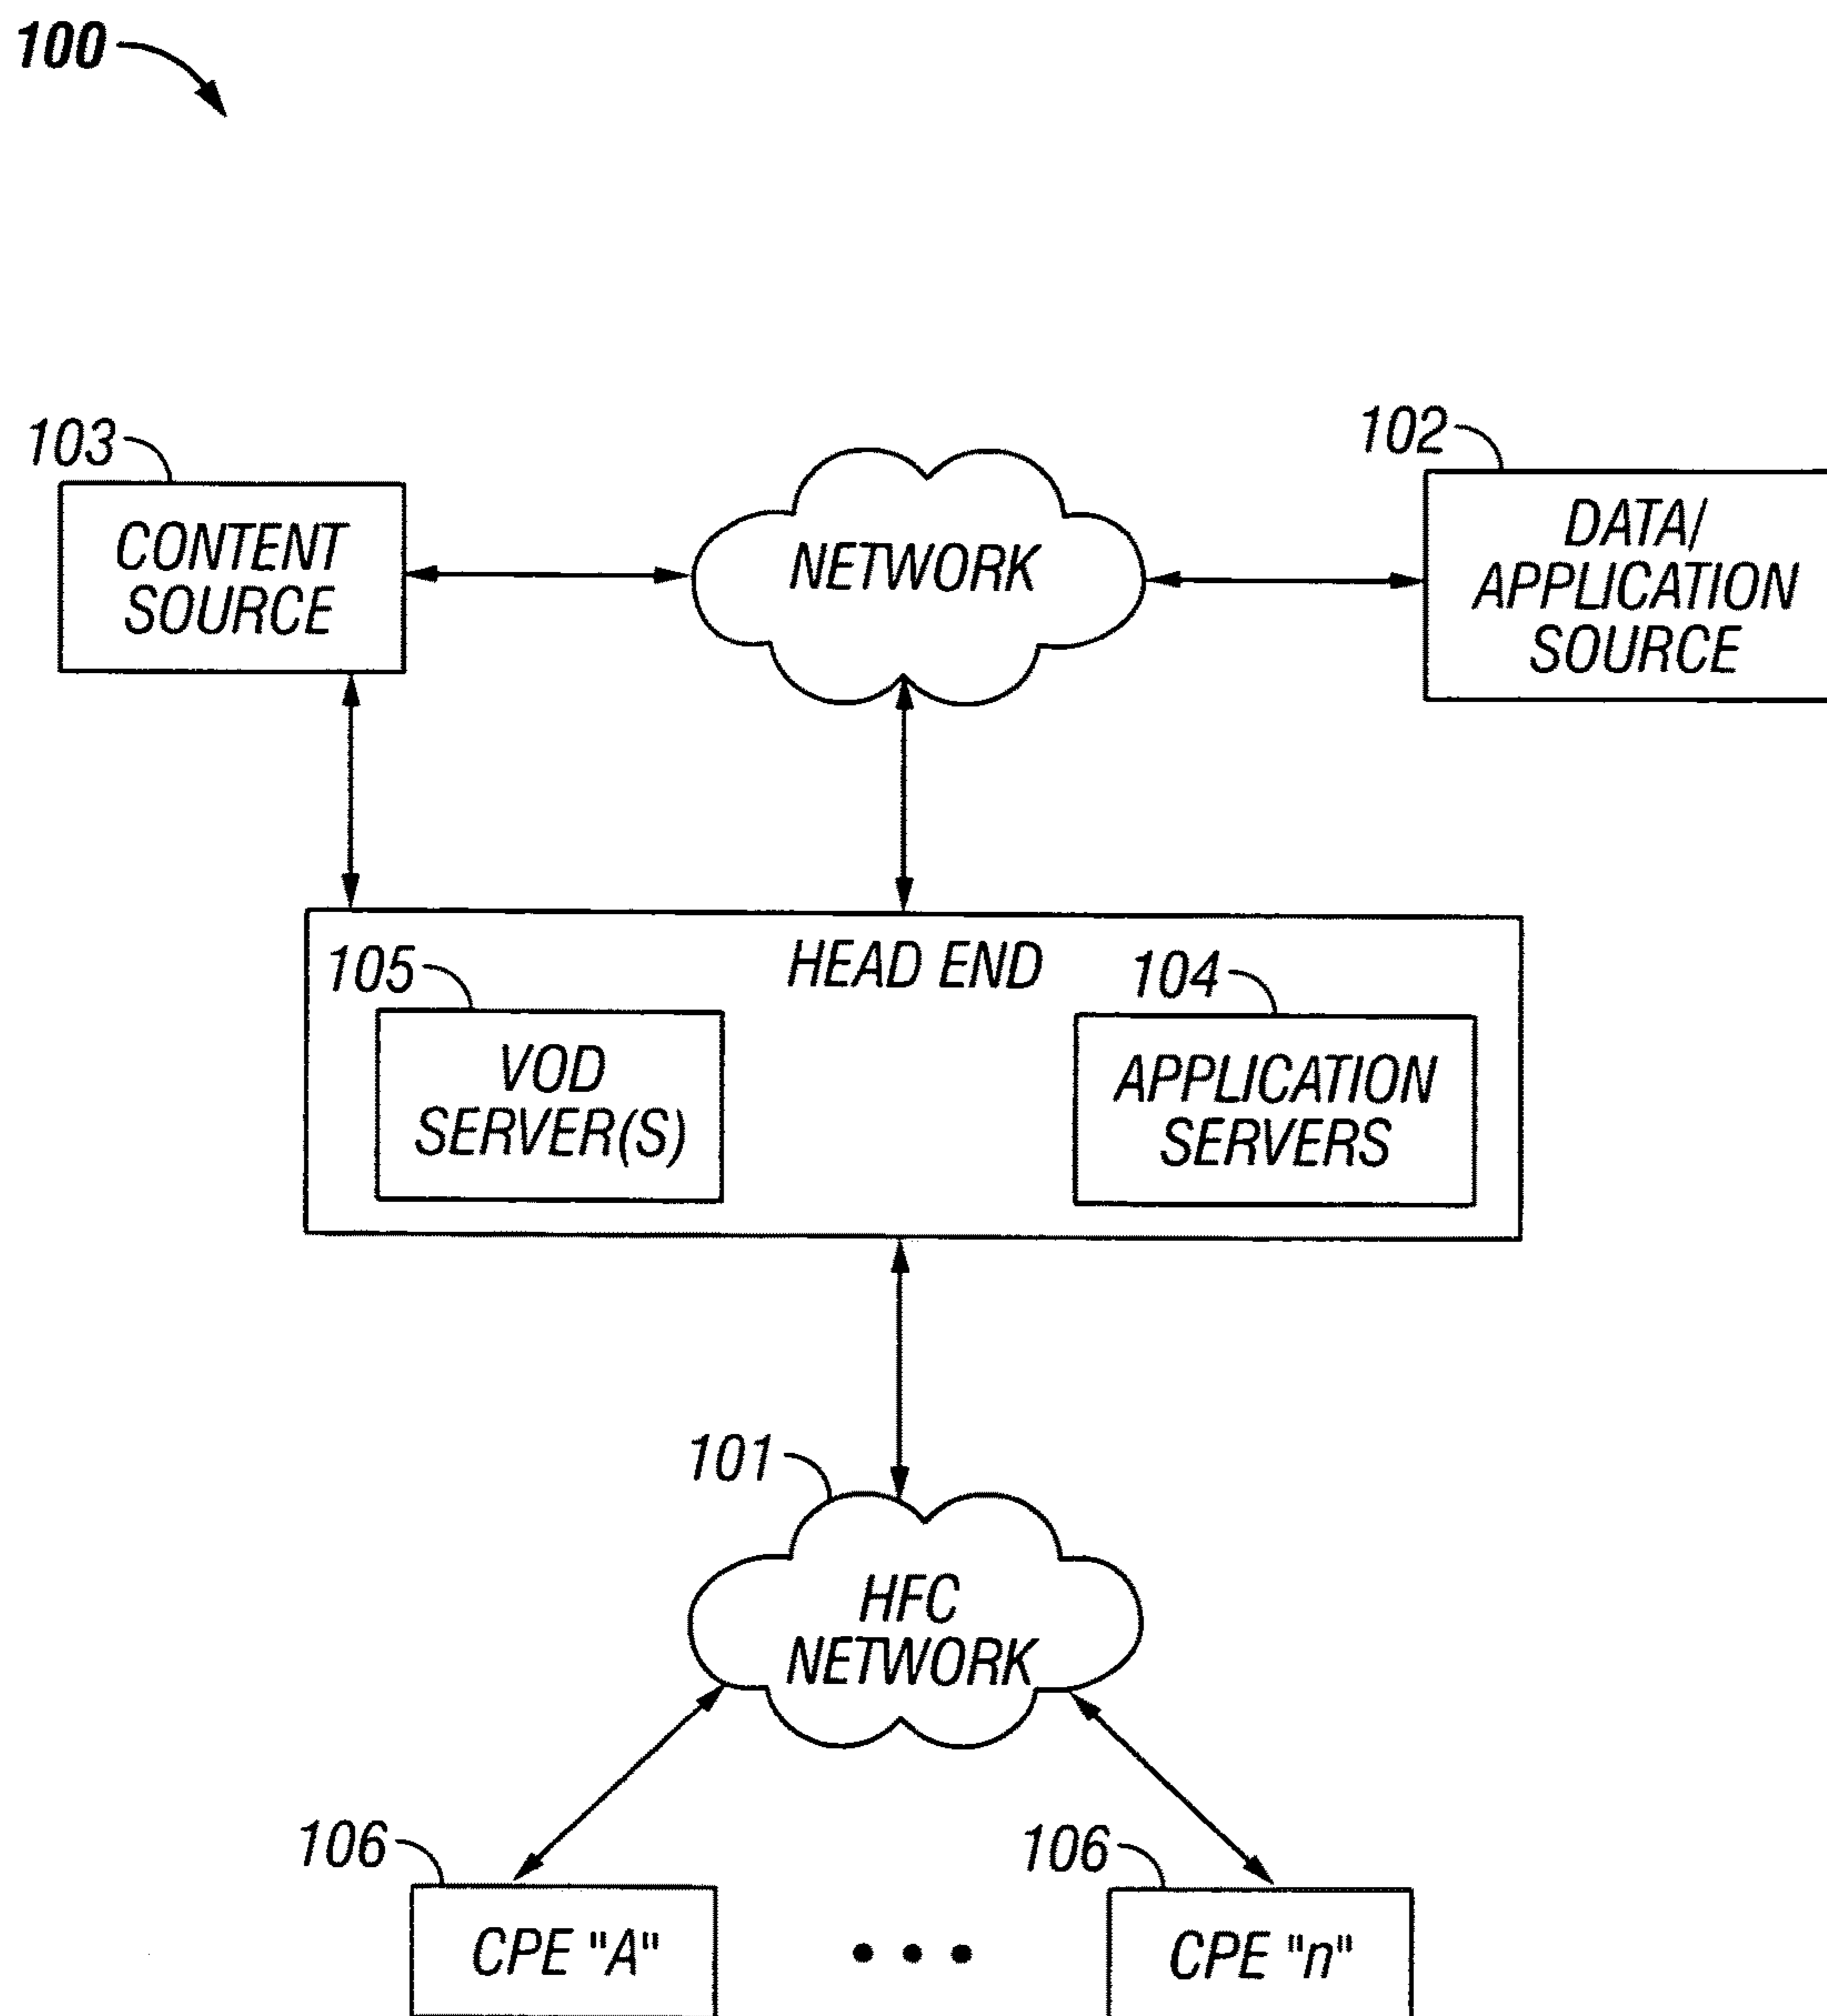 100
103
102
CONTENT
SOURCE
NETWORK
DATA/
APPLICATION
SOURCE
HEAD END
105
104
VOD
SERVER(S)
APPLICATION
SERVERS
101
HFC
NETWORK
106
106
CPE "A"
CPE "n"